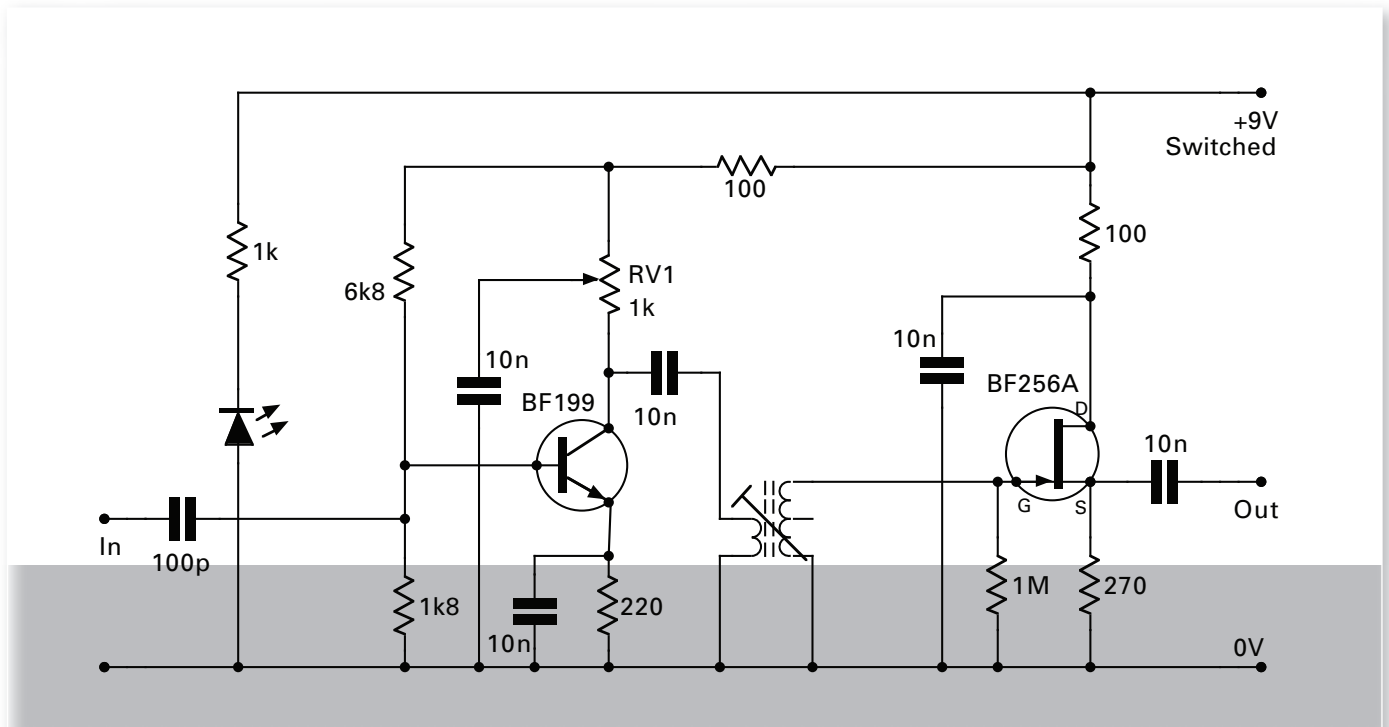 +9V
Switched
100
1k
100
6k8
RV1
1k
10n
10n
BF199
10n
BF256A
D
10n
G
S
In
Out
100p
1k8
10n
220
1M
270
0V